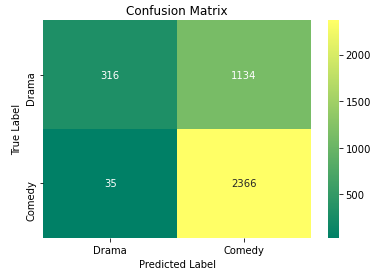 Confusion Matrix
True Label
Drama
316
1134
Comedy
35
2366
Drama
Comedy
Predicted Label
2000
1500
1000
500